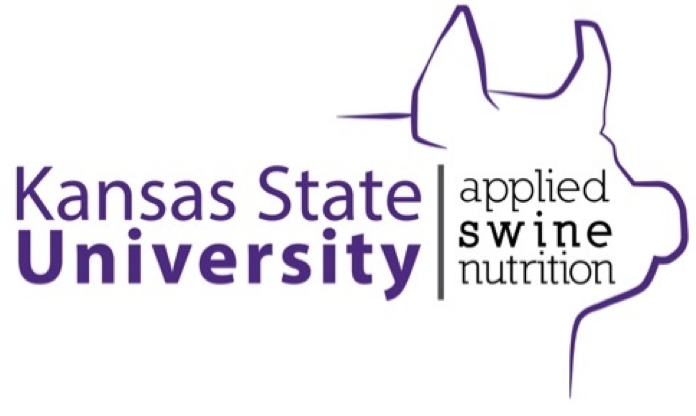 Kansas State
University
applied
swine
nutrition